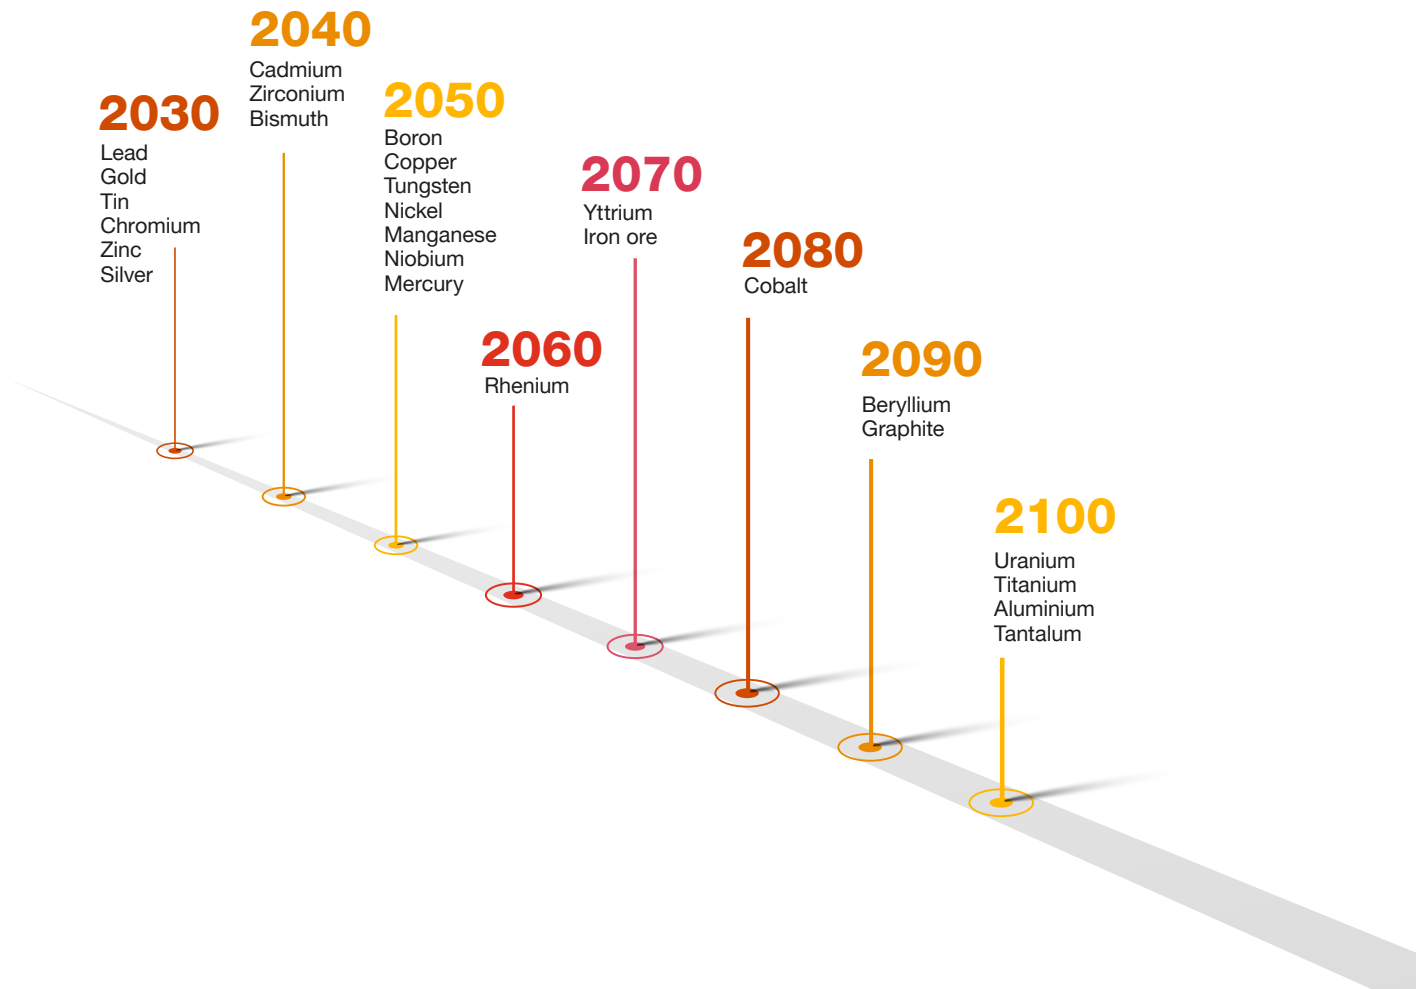 2030
Lead
Gold
Tin
Chromium
Zinc
Silver
2040
Cadmium
Zirconium
Bismuth
2050
Boron
Copper
Tungsten
Nickel
Manganese
Niobium
Mercury
2060
Rhenium
2070
Yttrium
Iron ore
2080
Cobalt
2090
Beryllium
Graphite
2100
Uranium
Titanium
Aluminium
Tantalum